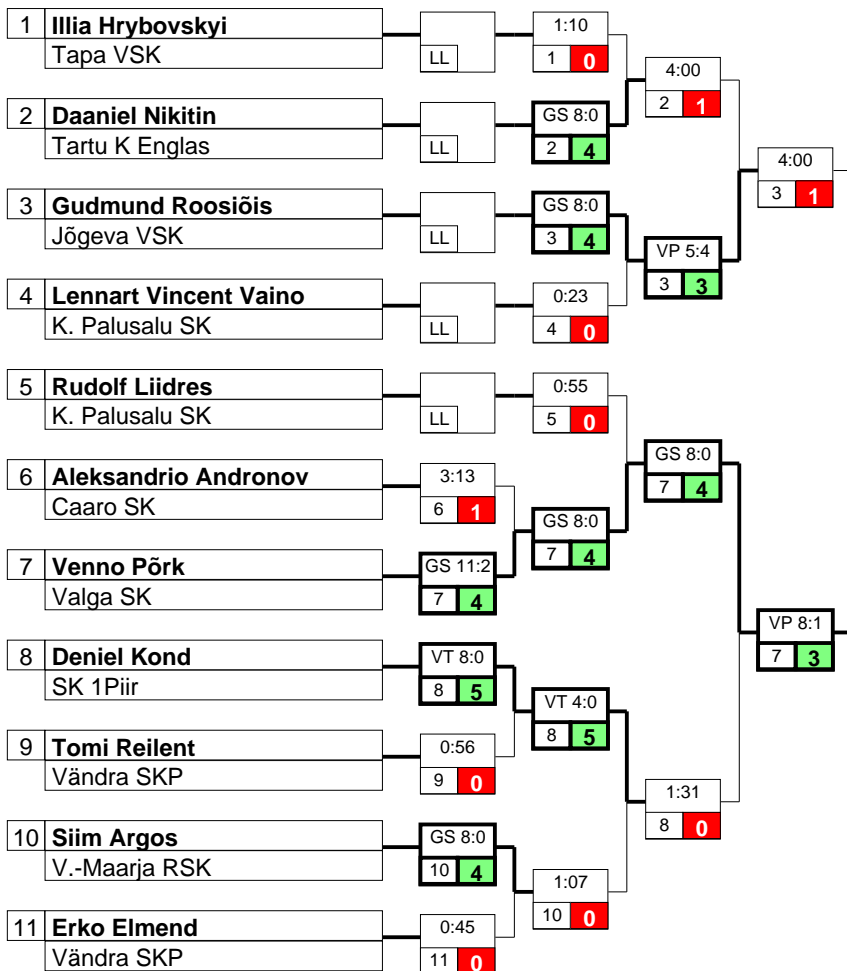 1 Illia Hrybovskyi
Tapa VSK
LL
1:10
1 0
2 Daaniel Nikitin
Tartu K Englas
LL
GS 8:0
2 4
4:00
2 1
3 Gudmund Roosiõis
Jõgeva VSK
LL
GS 8:0
3 4
4 Lennart Vincent Vaino
K. Palusalu SK
LL
0:23
4 0
VP 5:4
3 3
4:00
3 1
5 Rudolf Liidres
K. Palusalu SK
LL
0:55
5 0
6 Aleksandrio Andronov
Caaro SK
3:13
6 1
7 Venno Põrk
Valga SK
GS 11:2
7 4
GS 8:0
7 4
GS 8:0
7 4
8 Deniel Kond
SK 1Piir
VT 8:0
8 5
9 Tomi Reilent
Vändra SKP
0:56
9 0
VT 4:0
8 5
10 Siim Argos
V.-Maarja RSK
GS 8:0
10 4
11 Erko Elmend
Vändra SKP
0:45
11 0
1:07
10 0
1:31
8 0
VP 8:1
7 3